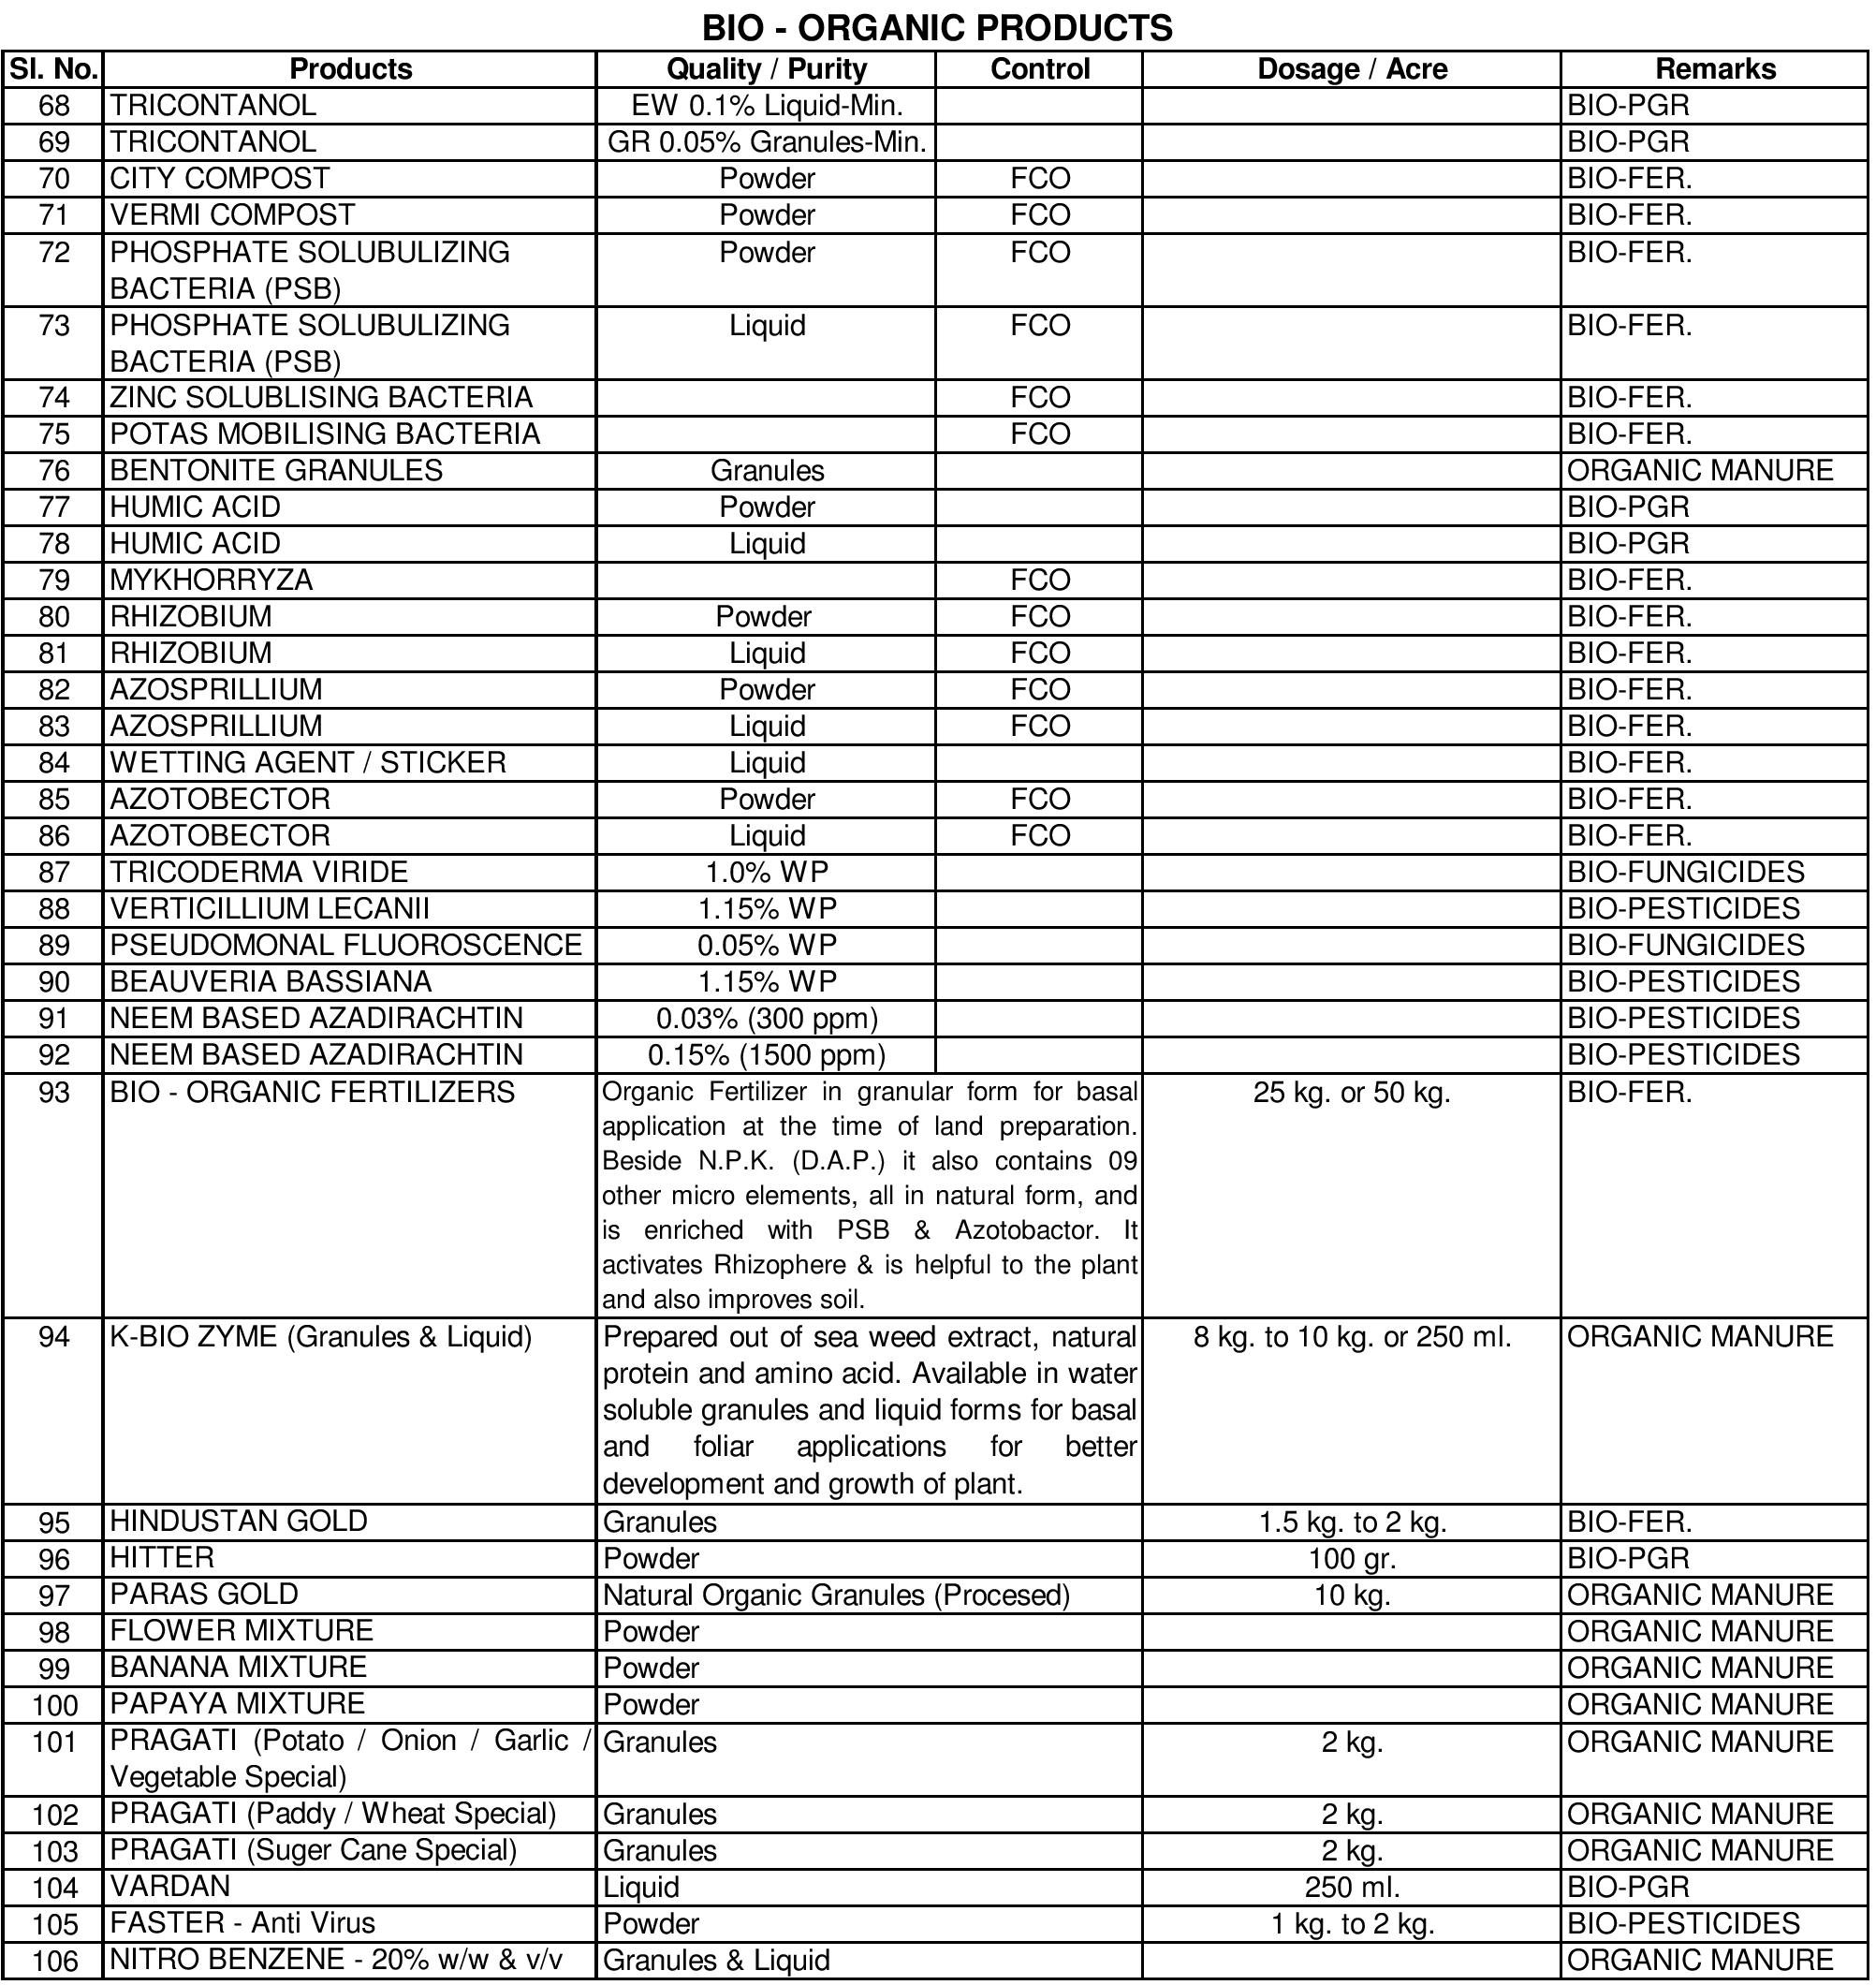 BIO - ORGANIC PRODUCTS
Sl. No. Products Quality / Purity Control Dosage / Acre Remarks
68 TRICONTANOL EW 0.1% Liquid-Min. BIO-PGR
69 TRICONTANOL GR 0.05% Granules-Min. BIO-PGR
70 CITY COMPOST Powder FCO BIO-FER.
71 VERMI COMPOST Powder FCO BIO-FER.
72 PHOSPHATE SOLUBULIZING Powder FCO BIO-FER.
BACTERIA (PSB)
73 PHOSPHATE SOLUBULIZING Liquid FCO BIO-FER.
BACTERIA (PSB)
74 ZINC SOLUBLISING BACTERIA FCO BIO-FER.
75 POTAS MOBILISING BACTERIA FCO BIO-FER.
76 BENTONITE GRANULES Granules ORGANIC MANURE
77 HUMIC ACID Powder BIO-PGR
78 HUMIC ACID Liquid BIO-PGR
79 MYKHORRYZA FCO BIO-FER.
80 RHIZOBIUM Powder FCO BIO-FER.
81 RHIZOBIUM Liquid FCO BIO-FER.
82 AZOSPRILLIUM Powder FCO BIO-FER.
83 AZOSPRILLIUM Liquid FCO BIO-FER.
84 WETTING AGENT / STICKER Liquid BIO-FER.
85 AZOTOBECTOR Powder FCO BIO-FER.
86 AZOTOBECTOR Liquid FCO BIO-FER.
87 TRICODERMA VIRIDE 1.0% WP BIO-FUNGICIDES
88 VERTICILLIUM LECANII 1.15% WP BIO-PESTICIDES
89 PSEUDOMONAL FLUOROSCENCE 0.05% WP BIO-FUNGICIDES
90 BEAUVERIA BASSIANA 1.15% WP BIO-PESTICIDES
91 NEEM BASED AZADIRACHTIN 0.03% (300 ppm) BIO-PESTICIDES
92 NEEM BASED AZADIRACHTIN 0.15% (1500 ppm) BIO-PESTICIDES
93 BIO - ORGANIC FERTILIZERS Organic Fertilizer in granular form for basal 25 kg. or 50 kg. BIO-FER.
application at the time of land preparation.
Beside N.P.K. (D.A.P.) it also contains 09
other micro elements, all in natural form, and
is enriched with PSB & Azotobactor. It
activates Rhizophere & is helpful to the plant
and also improves soil.
94 K-BIO ZYME (Granules & Liquid) Prepared out of sea weed extract, natural 8 kg. to 10 kg. or 250 ml. ORGANIC MANURE
protein and amino acid. Available in water
soluble granules and liquid forms for basal
and foliar applications for better
development and growth of plant.
95 HINDUSTAN GOLD Granules 1.5 kg. to 2 kg. BIO-FER.
96 HITTER Powder 100 gr. BIO-PGR
97 PARAS GOLD Natural Organic Granules (Procesed) 10 kg. ORGANIC MANURE
98 FLOWER MIXTURE Powder ORGANIC MANURE
99 BANANA MIXTURE Powder ORGANIC MANURE
100 PAPAYA MIXTURE Powder ORGANIC MANURE
101 PRAGATI (Potato / Onion / Garlic / Granules 2 kg. ORGANIC MANURE
Vegetable Special)
102 PRAGATI (Paddy / Wheat Special) Granules 2 kg. ORGANIC MANURE
103 PRAGATI (Suger Cane Special) Granules 2 kg. ORGANIC MANURE
104 VARDAN Liquid 250 ml. BIO-PGR
105 FASTER - Anti Virus Powder 1 kg. to 2 kg. BIO-PESTICIDES
106 NITRO BENZENE - 20% w/w & v/v Granules & Liquid ORGANIC MANURE